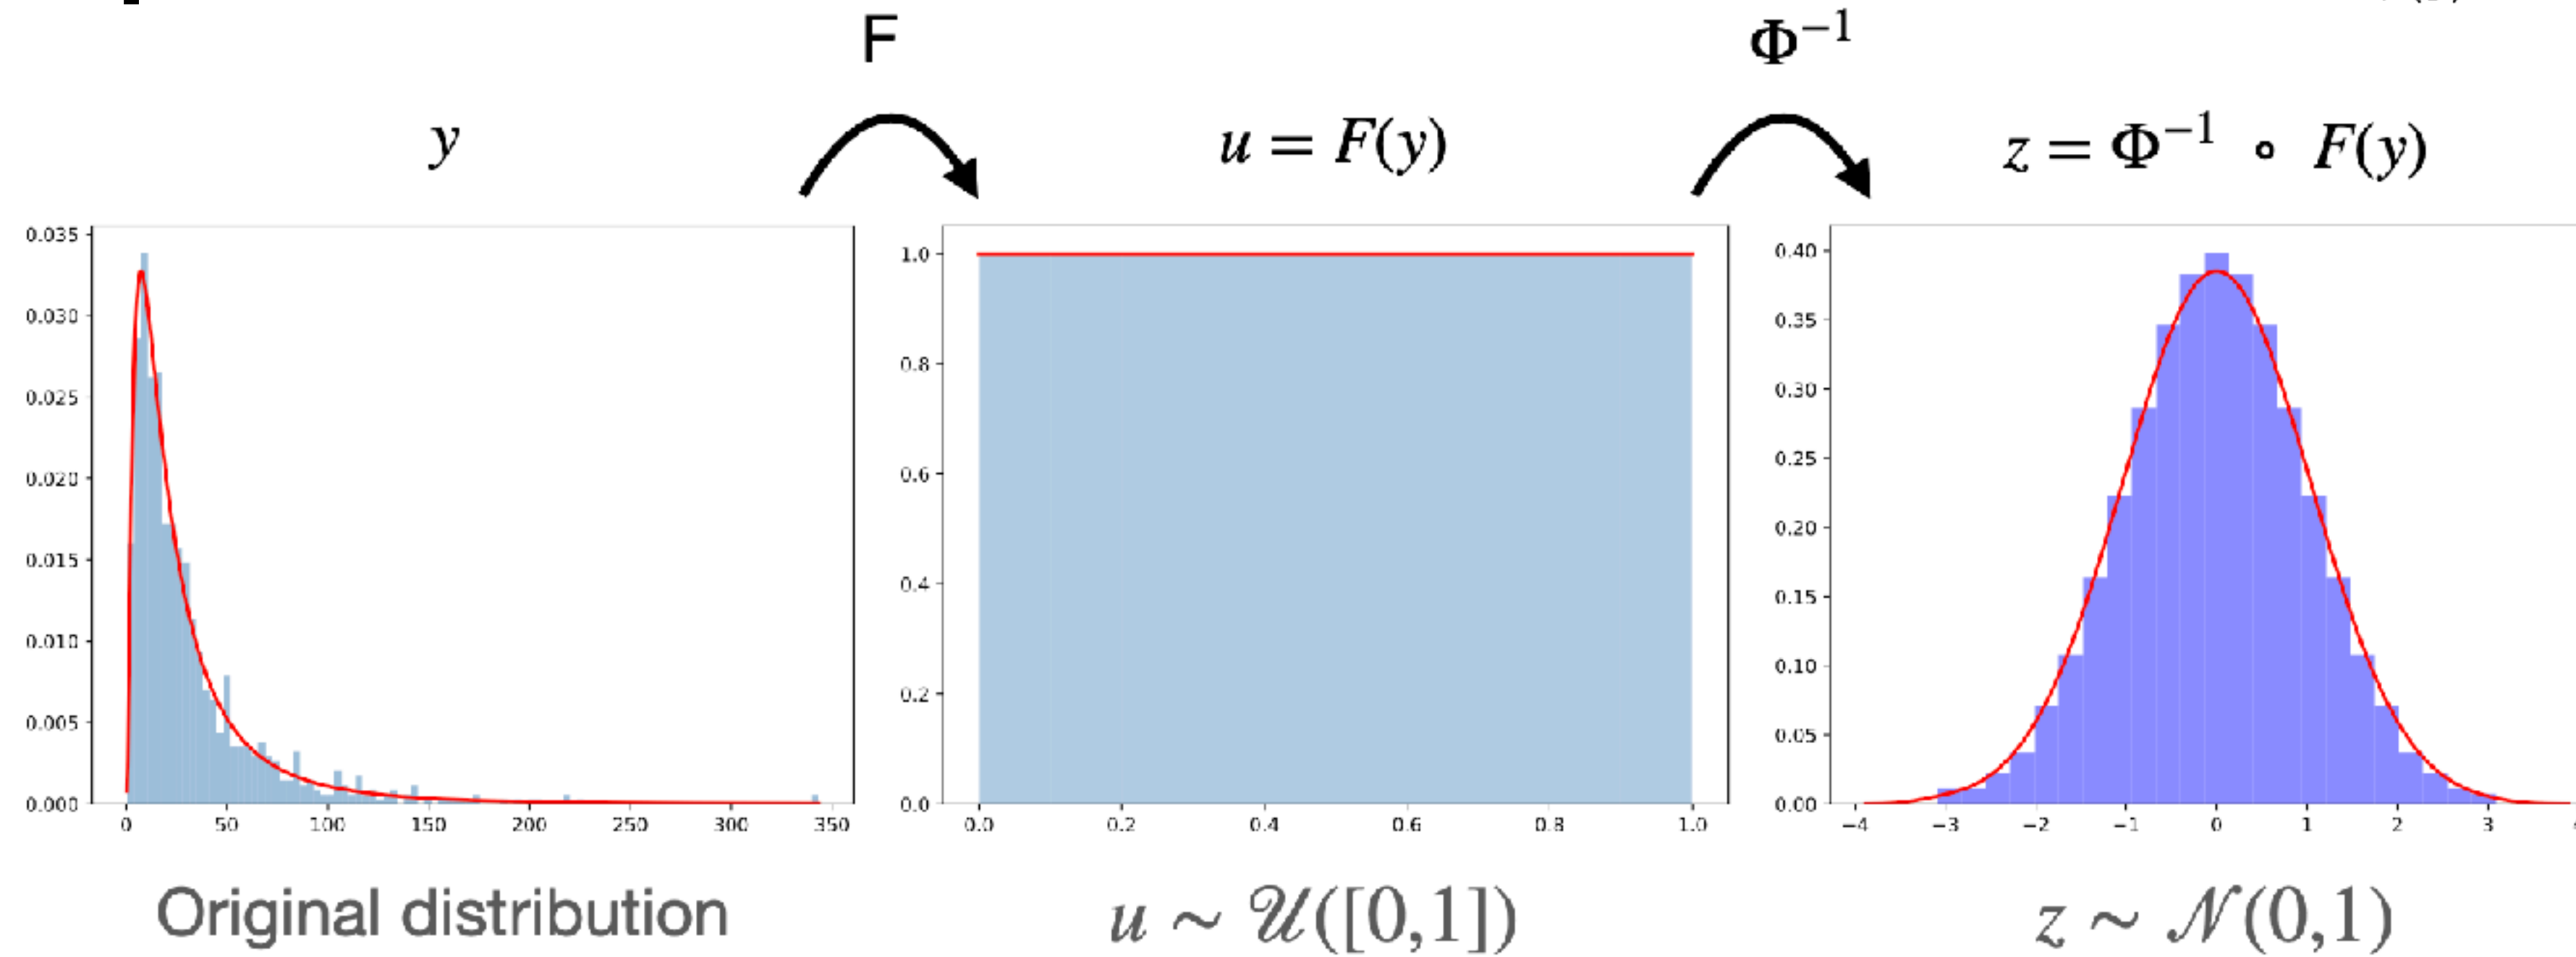 F
Φ⁻¹
y
u = F(y)
z = Φ⁻¹ ∘ F(y)
0.035
0.030
0.025
0.020
0.015
0.010
0.005
0.000
0 50 100 150 200 250 300 350
1.0
0.8
0.6
0.4
0.2
0.0
0.0 0.2 0.4 0.6 0.8 1.0
0.40
0.35
0.30
0.25
0.20
0.15
0.10
0.05
0.00
−4 −3 −2 −1 0 1 2 3
Original distribution
u ~ 𝒰([0,1])
z ~ 𝒩(0,1)